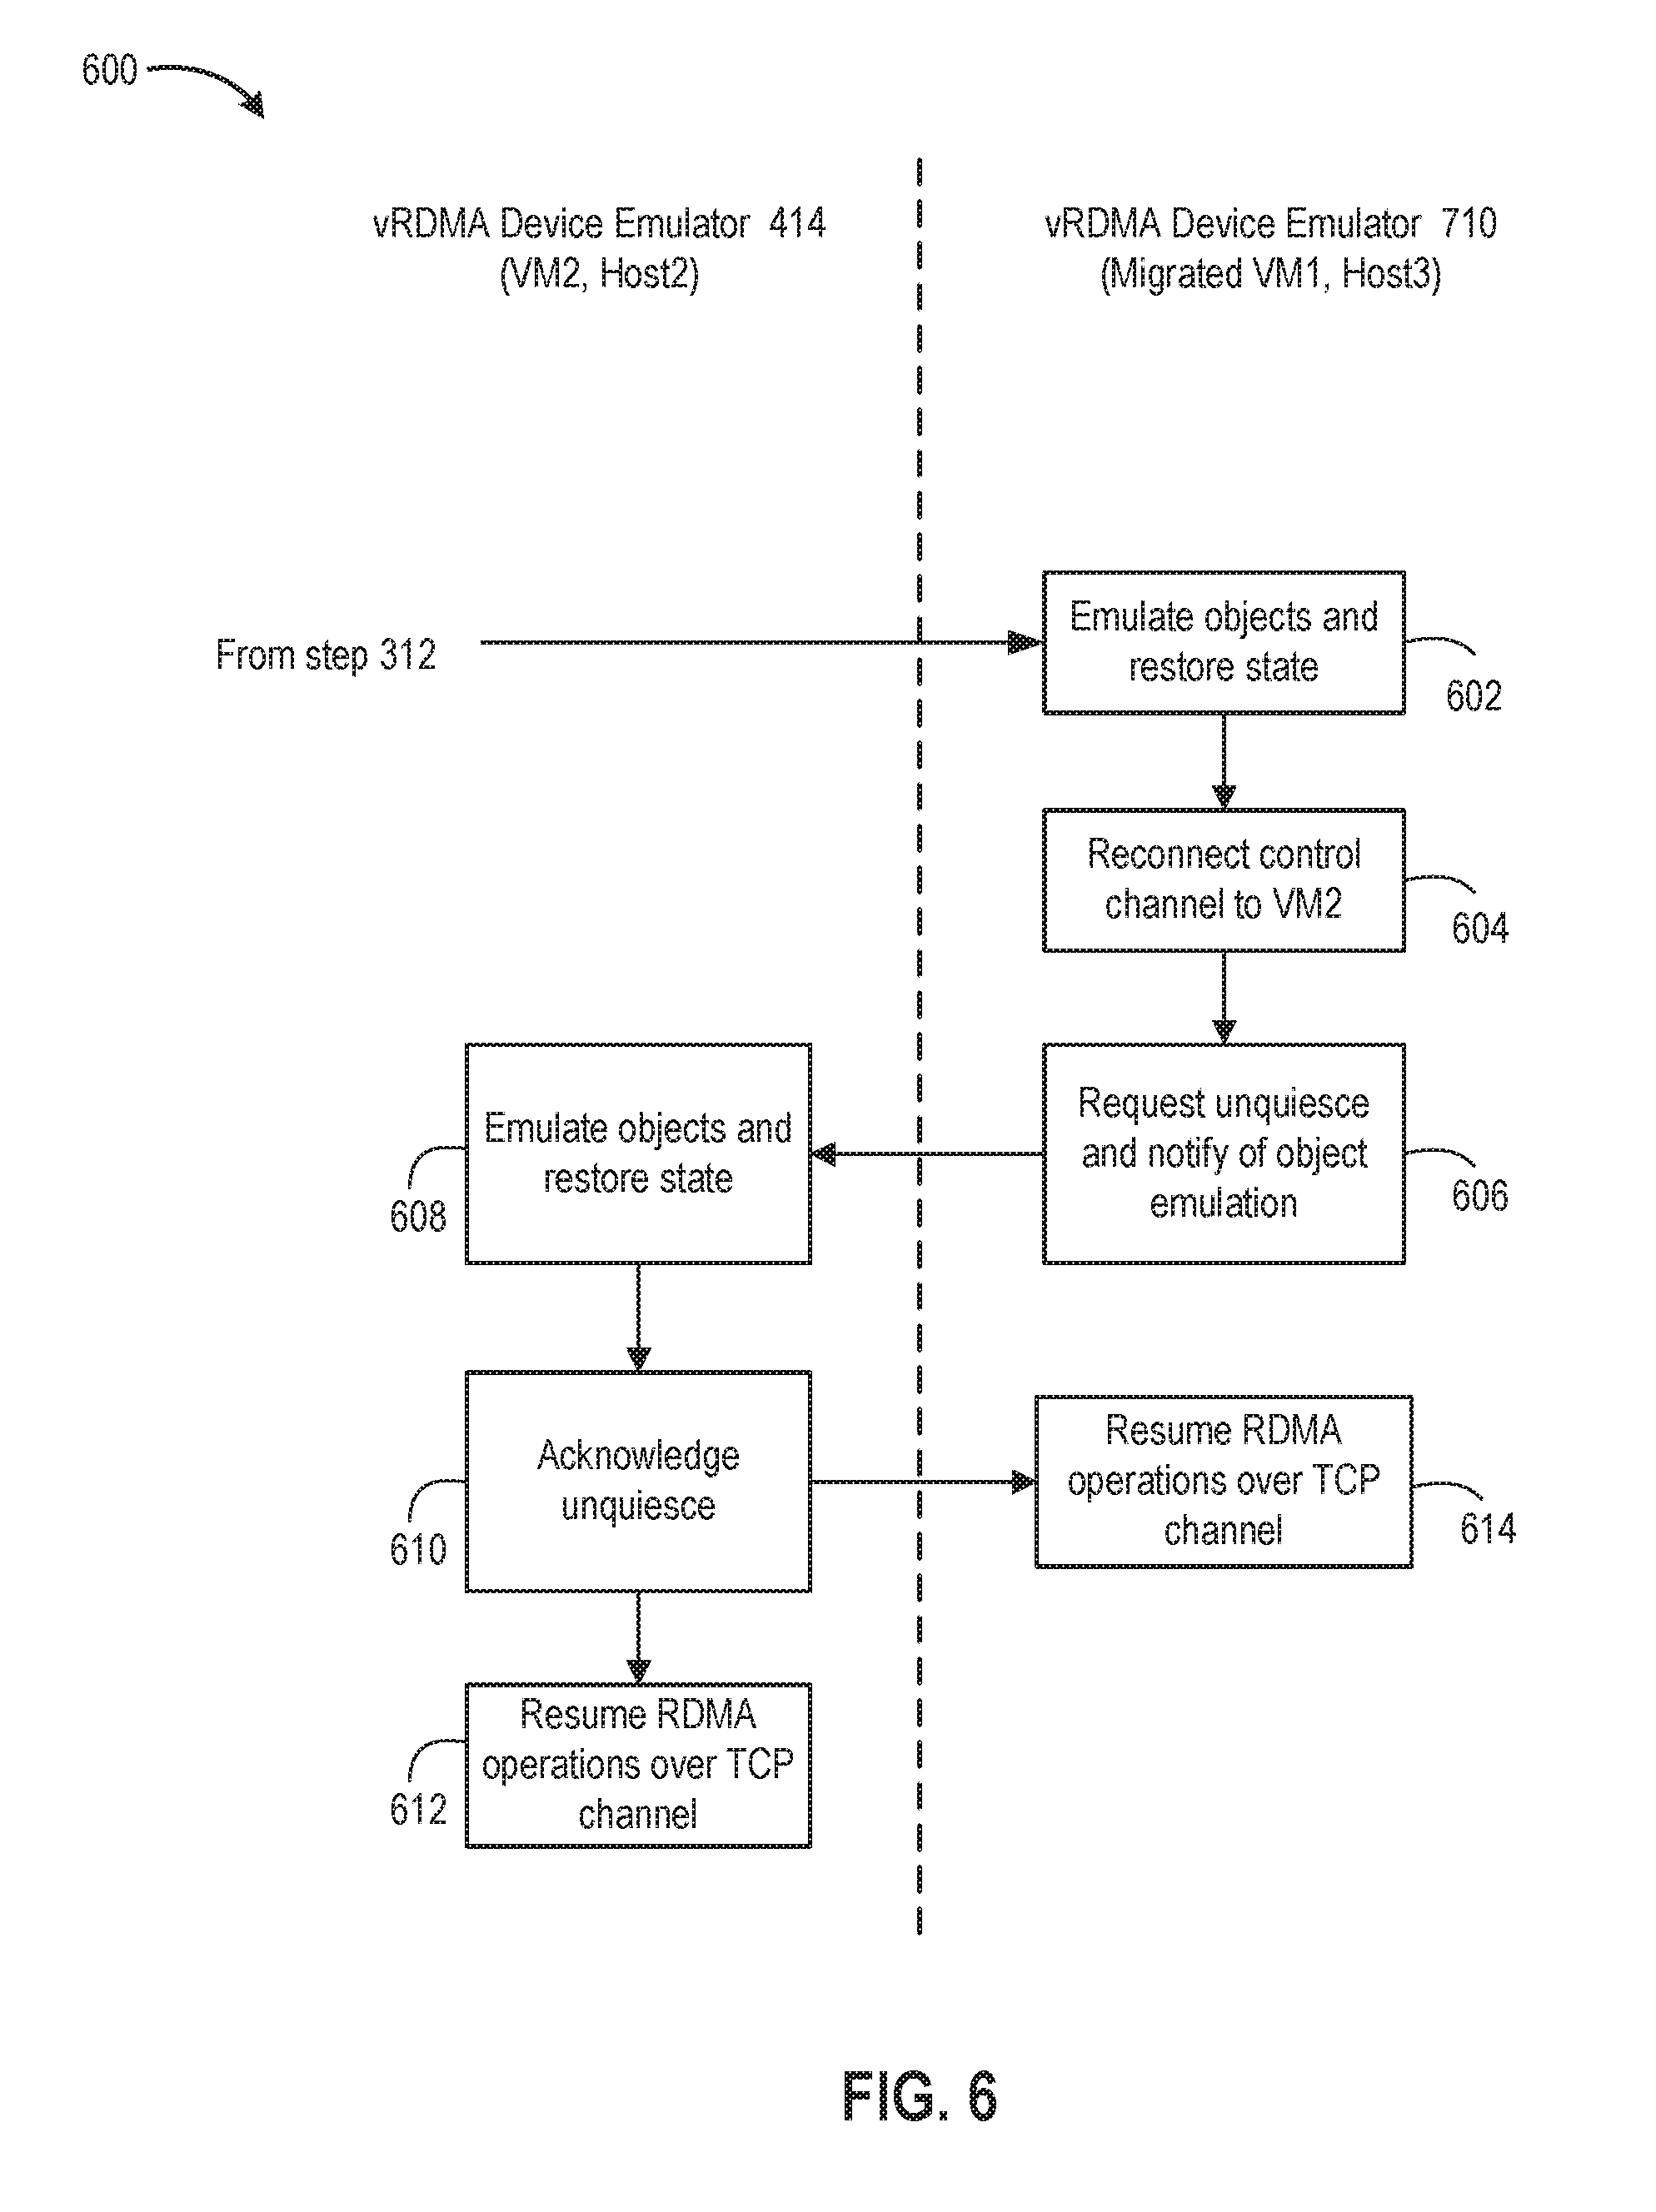 600
vRDMA Device Emulator 414
(VM2, Host2)
vRDMA Device Emulator 710
(Migrated VM1, Host3)
From step 312
Emulate objects and
restore state
602
Reconnect control
channel to VM2
604
Request unquiesce
and notify of object
emulation
606
Emulate objects and
restore state
608
Acknowledge
unquiesce
610
Resume RDMA
operations over TCP
channel
614
Resume RDMA
operations over TCP
channel
612
FIG. 6